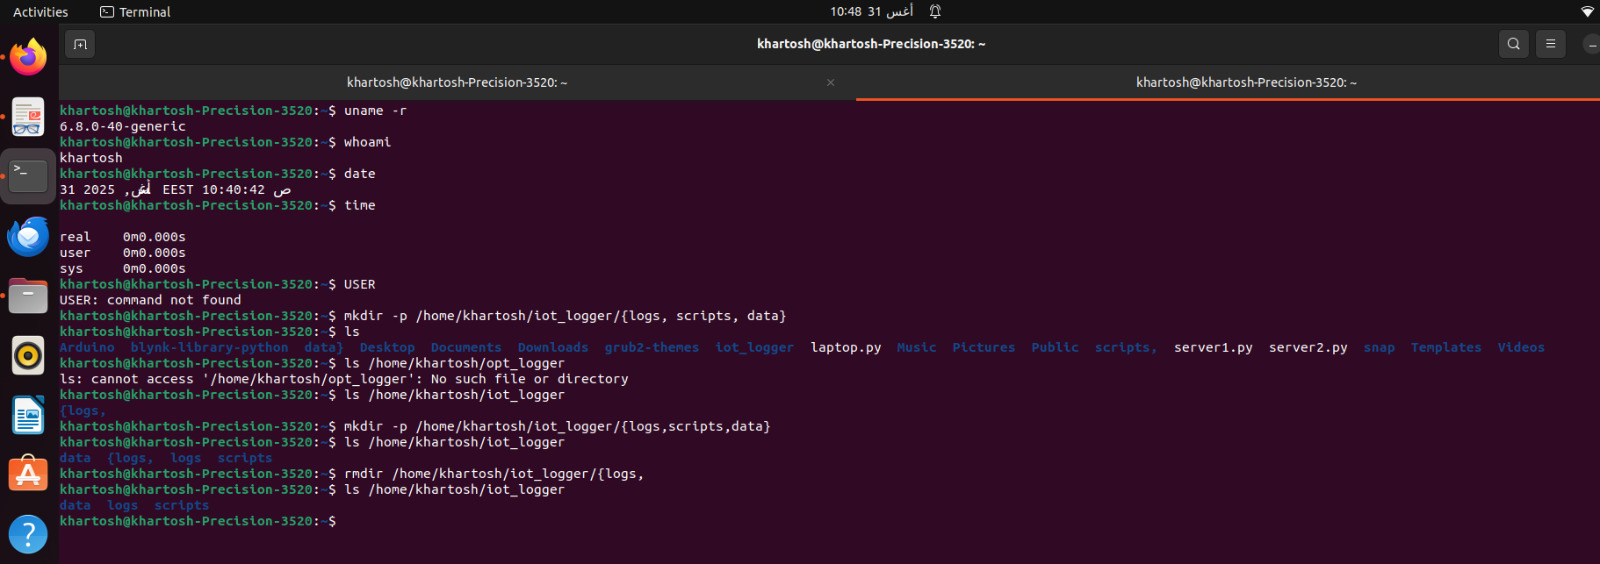 Activities Terminal 10:48 31 أغس
khartosh@khartosh-Precision-3520: ~
khartosh@khartosh-Precision-3520: ~ × khartosh@khartosh-Precision-3520: ~
khartosh@khartosh-Precision-3520:~$ uname -r
6.8.0-40-generic
khartosh@khartosh-Precision-3520:~$ whoami
khartosh
khartosh@khartosh-Precision-3520:~$ date
31 2025 ,أغس EEST 10:40:42 ص
khartosh@khartosh-Precision-3520:~$ time
real 0m0.000s
user 0m0.000s
sys 0m0.000s
khartosh@khartosh-Precision-3520:~$ USER
USER: command not found
khartosh@khartosh-Precision-3520:~$ mkdir -p /home/khartosh/iot_logger/{logs, scripts, data}
khartosh@khartosh-Precision-3520:~$ ls
Arduino blynk-library-python data} Desktop Documents Downloads grub2-themes iot_logger laptop.py Music Pictures Public scripts, server1.py server2.py snap Templates Videos
khartosh@khartosh-Precision-3520:~$ ls /home/khartosh/opt_logger
ls: cannot access '/home/khartosh/opt_logger': No such file or directory
khartosh@khartosh-Precision-3520:~$ ls /home/khartosh/iot_logger
{logs,
khartosh@khartosh-Precision-3520:~$ mkdir -p /home/khartosh/iot_logger/{logs,scripts,data}
khartosh@khartosh-Precision-3520:~$ ls /home/khartosh/iot_logger
data {logs, logs scripts
khartosh@khartosh-Precision-3520:~$ rmdir /home/khartosh/iot_logger/{logs,
khartosh@khartosh-Precision-3520:~$ ls /home/khartosh/iot_logger
data logs scripts
khartosh@khartosh-Precision-3520:~$